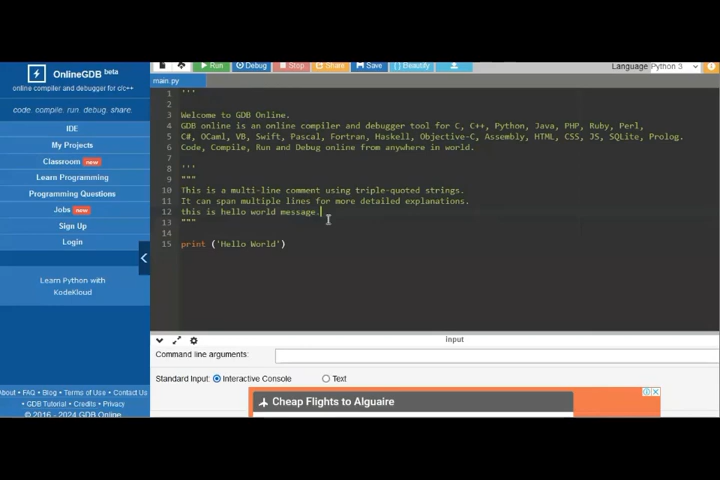 OnlineGDB beta
online compiler and debugger for c/c++
code. compile. run. debug. share.
IDE
My Projects
Classroom new
Learn Programming
Programming Questions
Jobs new
Sign Up
Login
Learn Python with
KodeKloud
About • FAQ • Blog • Terms of Use • Contact Us
• GDB Tutorial • Credits • Privacy
© 2016 - 2024 GDB Online
Run Debug Stop Share Save { } Beautify
Language Python 3
main.py
1 '''
2
3 Welcome to GDB Online.
4 GDB online is an online compiler and debugger tool for C, C++, Python, Java, PHP, Ruby, Perl,
5 C#, OCaml, VB, Swift, Pascal, Fortran, Haskell, Objective-C, Assembly, HTML, CSS, JS, SQLite, Prolog.
6 Code, Compile, Run and Debug online from anywhere in world.
7
8 '''
9 """
10 This is a multi-line comment using triple-quoted strings.
11 It can span multiple lines for more detailed explanations.
12 this is hello world message.
13 """
14
15 print ('Hello World')
input
Command line arguments:
Standard Input: Interactive Console Text
Cheap Flights to Alguaire